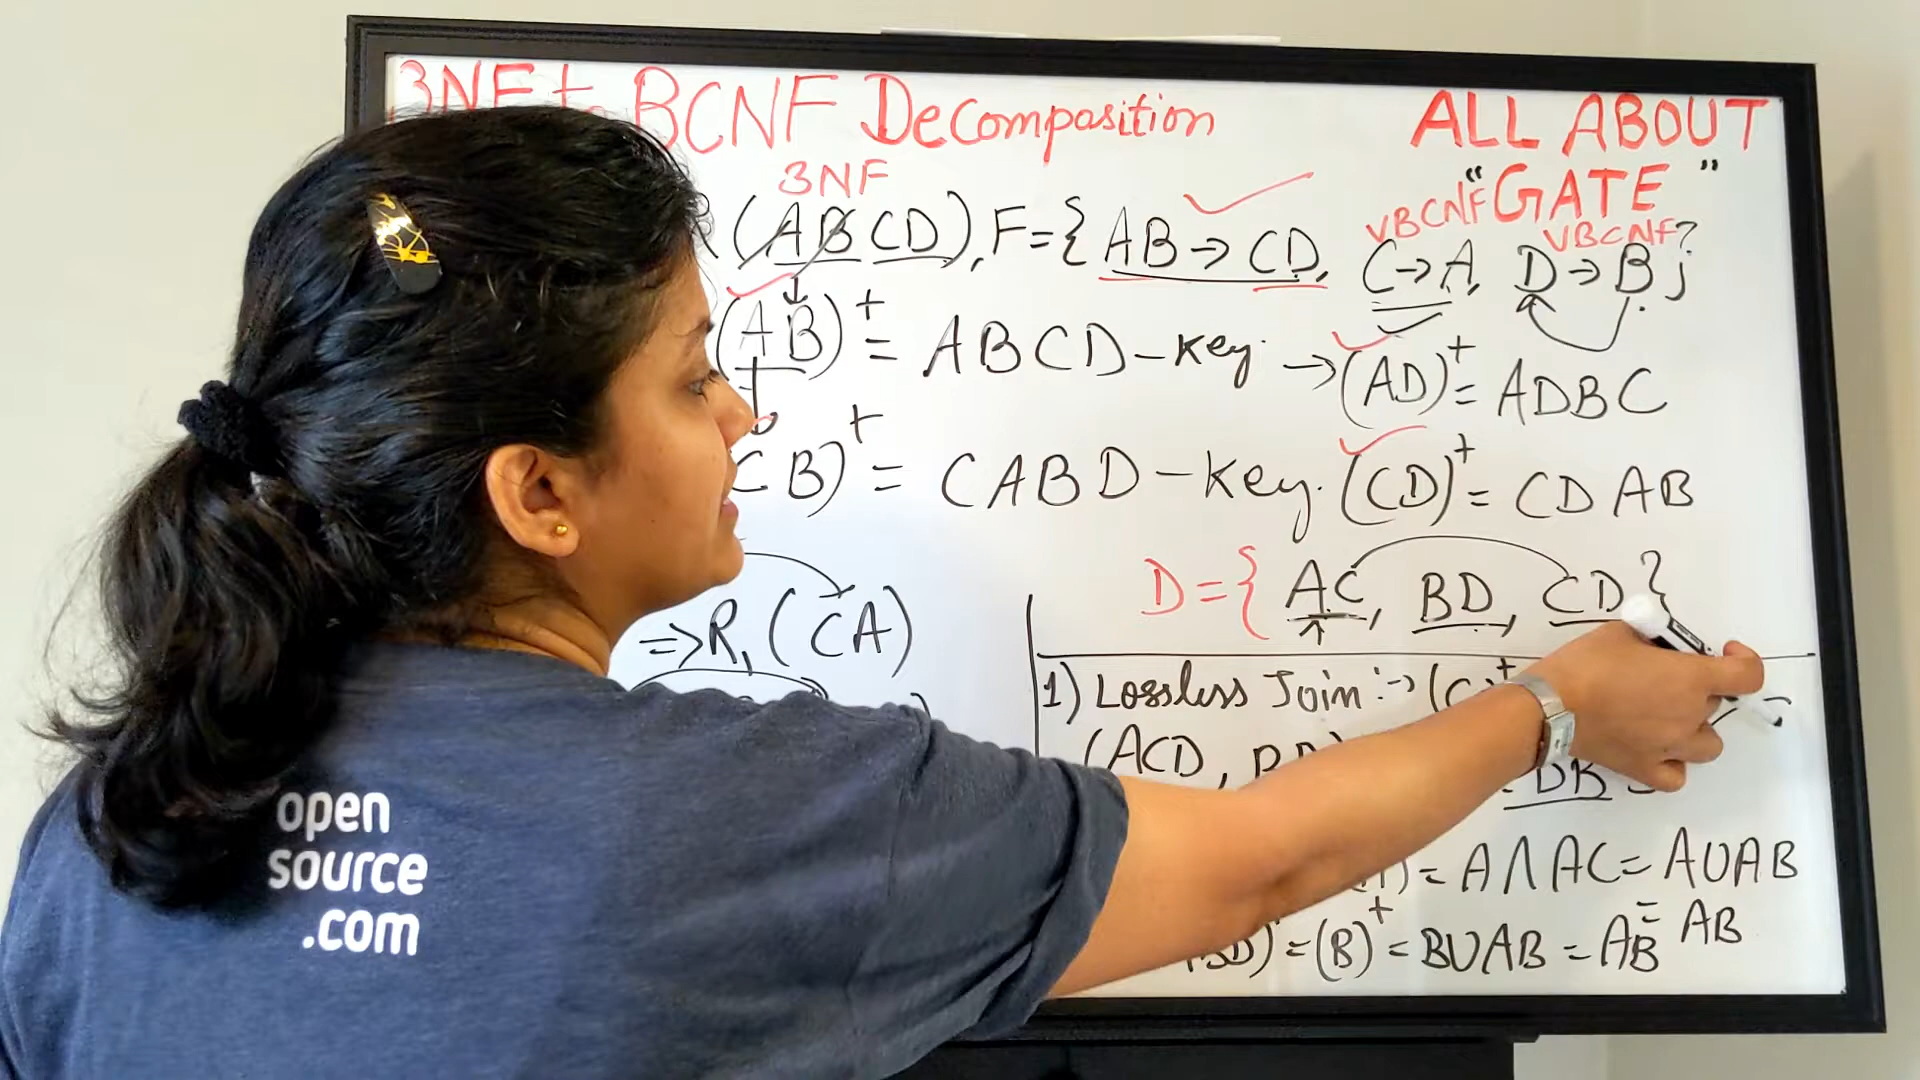 3NF to BCNF Decomposition
ALL ABOUT
"GATE"
3NF
VBCNF
VBCNF?
(ABCD), F={AB→CD, C→A, D→B}
(AB)+ = ABCD-Key.
→(AD)+ = ADBC
CB)+ = CABD-Key.
(CD)+ = CDAB
D={AC, BD, CD}
=>R1(CA)
1) Lossless Join :→ (C)+
(ACD,
DB
)= A∩AC= AUAB
= AB
BD) = (B)+ = BUAB = AB
open
source
.com